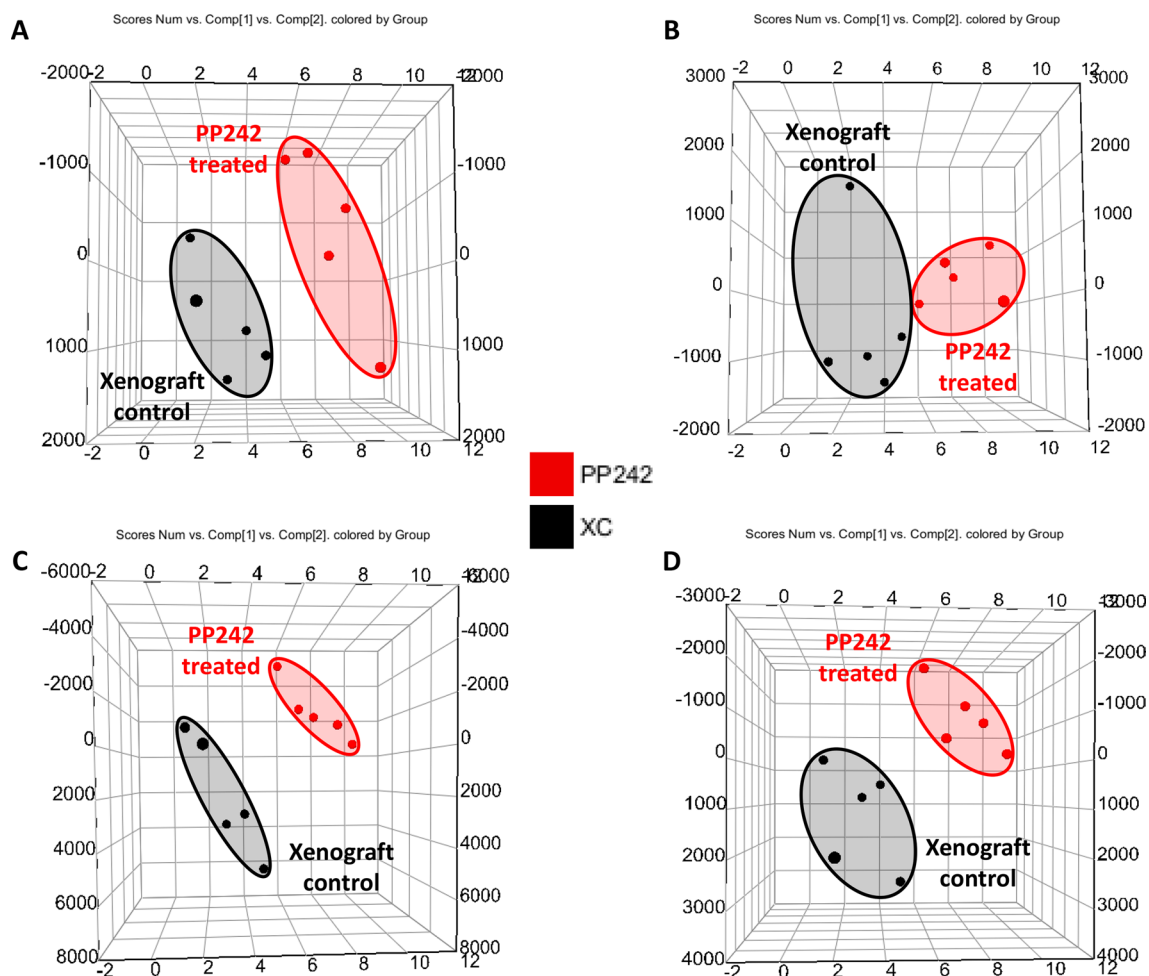 A
Scores Num vs. Comp[1] vs. Comp[2]. colored by Group
-2 0 2 4 6 8 10 12
-2000 -2000
PP242
treated
-1000 -1000
0 0
1000 1000
Xenograft
control
2000 2000
-2 0 2 4 6 8 10 12
B
Scores Num vs. Comp[1] vs. Comp[2]. colored by Group
-2 0 2 4 6 8 10 12
3000 3000
Xenograft
control
2000 2000
1000 1000
0 0
PP242
treated
-1000 -1000
-2000 -2000
-2 0 2 4 6 8 10 12
PP242
XC
C
Scores Num vs. Comp[1] vs. Comp[2]. colored by Group
-2 0 2 4 6 8 10 12
-6000 -6000
PP242
treated
-4000 -4000
-2000 -2000
0 0
2000 2000
4000 4000
Xenograft
control
6000 6000
8000 8000
-2 0 2 4 6 8 10 12
D
Scores Num vs. Comp[1] vs. Comp[2]. colored by Group
-2 0 2 4 6 8 10 12
-3000 -3000
PP242
treated
-2000 -2000
-1000 -1000
0 0
1000 1000
2000 2000
Xenograft
control
3000 3000
4000 4000
-2 0 2 4 6 8 10 12